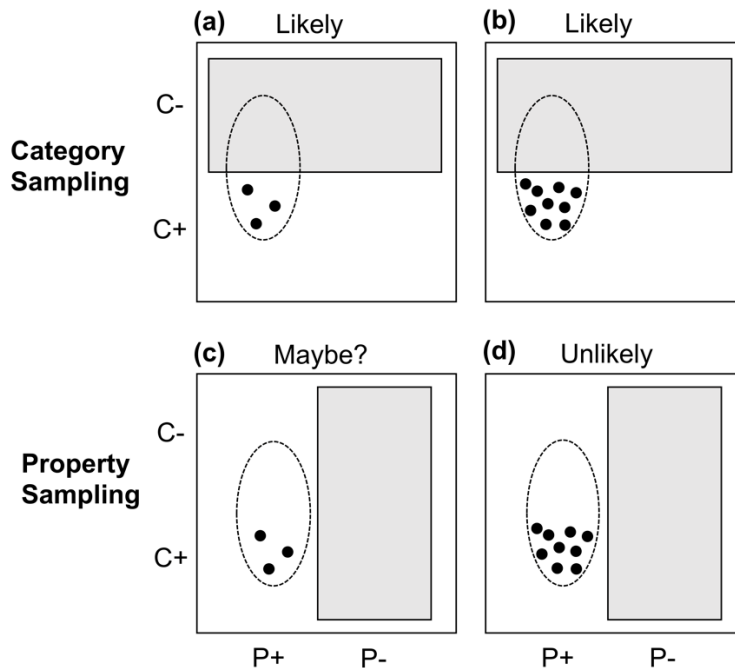 (a) Likely
(b) Likely
C-
Category
Sampling
C+
(c) Maybe?
(d) Unlikely
C-
Property
Sampling
C+
P+ P-
P+ P-